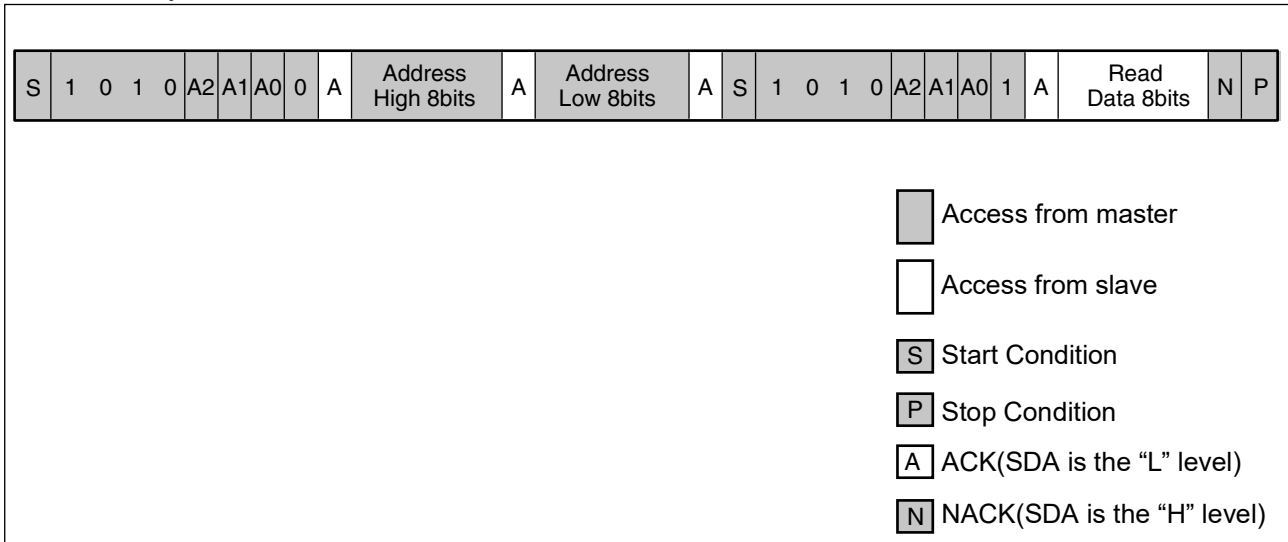 S 1 0 1 0 A2 A1 A0 0 A Address High 8bits A Address Low 8bits A S 1 0 1 0 A2 A1 A0 1 A Read Data 8bits N P
Access from master
Access from slave
S Start Condition
P Stop Condition
A ACK(SDA is the “L” level)
N NACK(SDA is the “H” level)